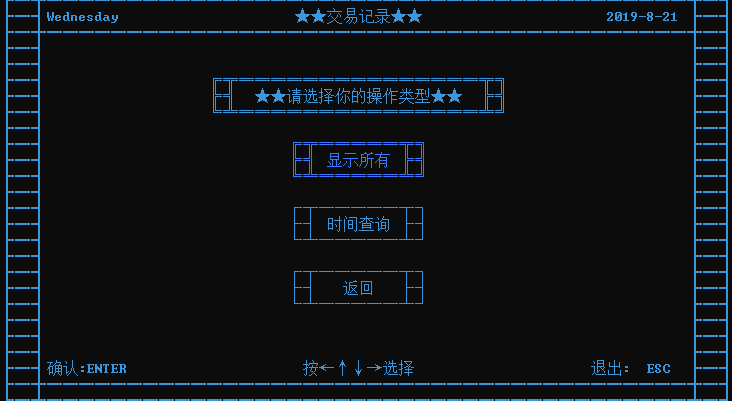 Wednesday ★★交易记录★★ 2019-8-21
★★请选择你的操作类型★★
显示所有
时间查询
返回
确认:ENTER 按←↑↓→选择 退出: ESC